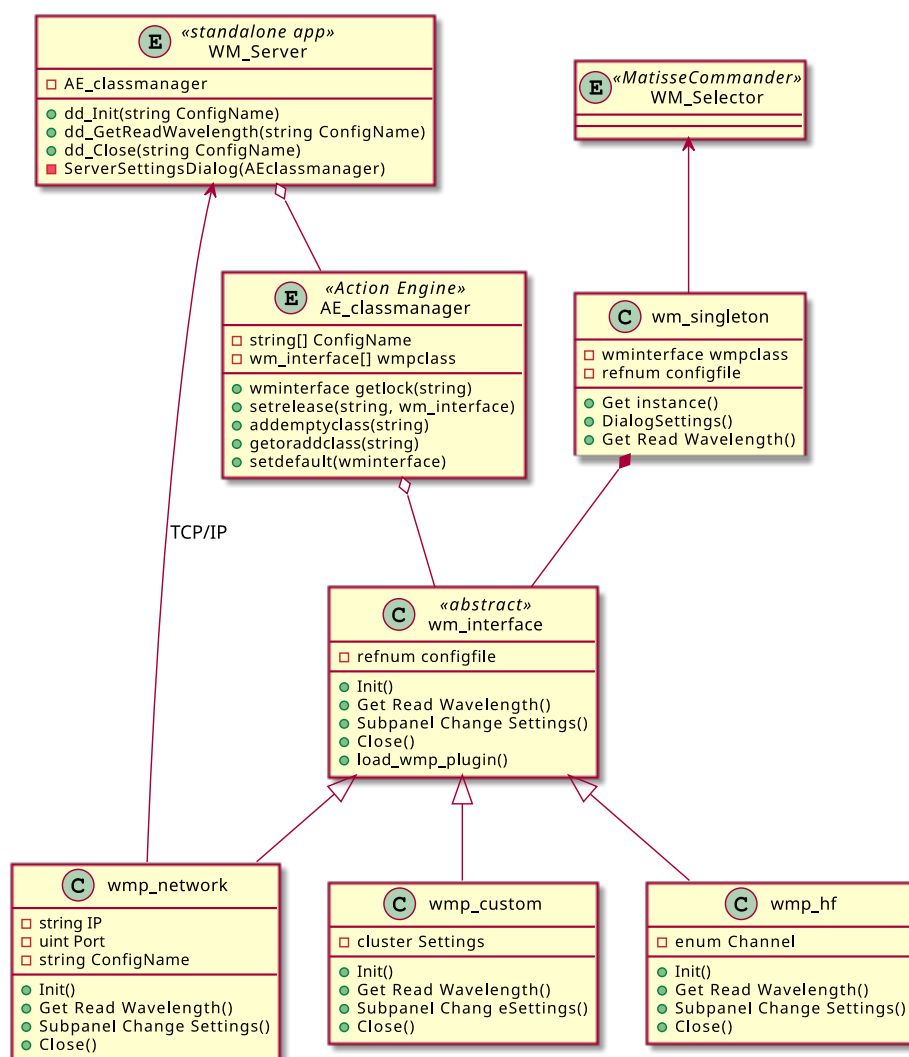 E
«standalone app»
WM_Server
AE_classmanager
dd_Init(string ConfigName)
dd_GetReadWavelength(string ConfigName)
dd_Close(string ConfigName)
ServerSettingsDialog(AEclassmanager)
E
«MatisseCommander»
WM_Selector
E
«Action Engine»
AE_classmanager
string[] ConfigName
wm_interface[] wmpclass
wminterface getlock(string)
setrelease(string, wm_interface)
addemptyclass(string)
getoraddclass(string)
setdefault(wminterface)
C
wm_singleton
wminterface wmpclass
refnum configfile
Get instance()
DialogSettings()
Get Read Wavelength()
TCP/IP
C
«abstract»
wm_interface
refnum configfile
Init()
Get Read Wavelength()
Subpanel Change Settings()
Close()
load_wmp_plugin()
C
wmp_network
string IP
uint Port
string ConfigName
Init()
Get Read Wavelength()
Subpanel Change Settings()
Close()
C
wmp_custom
cluster Settings
Init()
Get Read Wavelength()
Subpanel Chang eSettings()
Close()
C
wmp_hf
enum Channel
Init()
Get Read Wavelength()
Subpanel Change Settings()
Close()